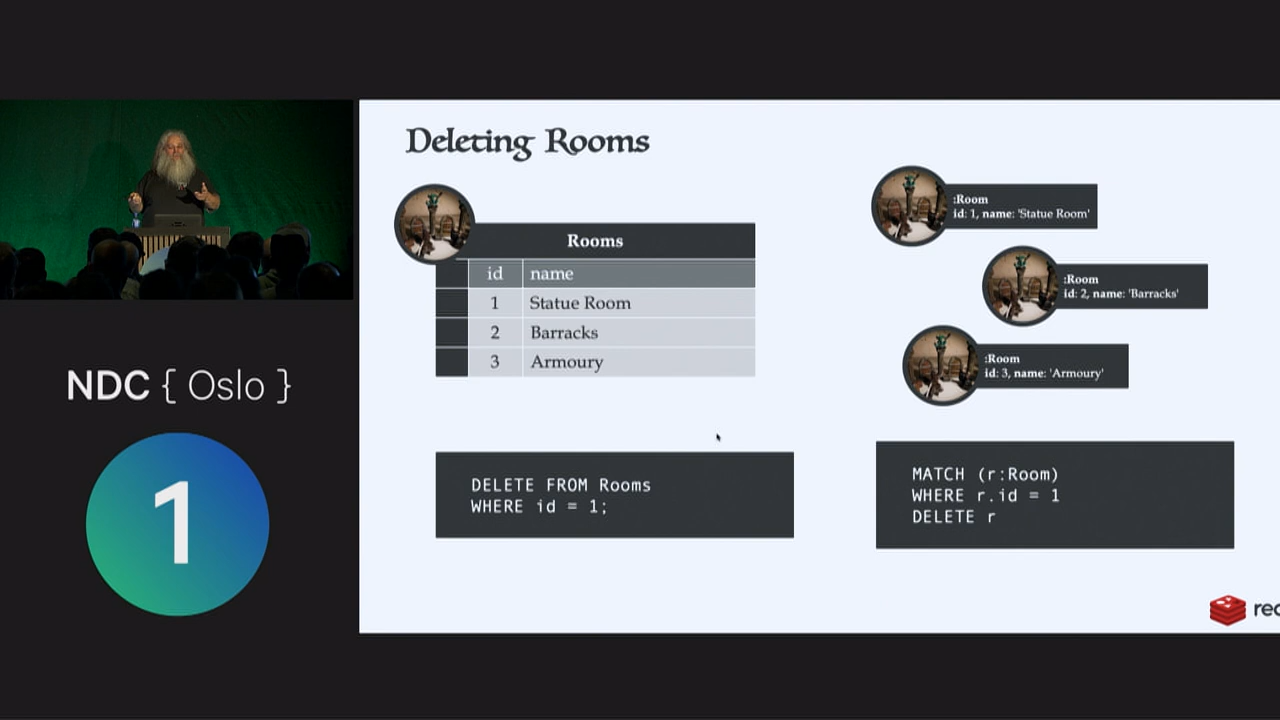 Deleting Rooms
Rooms
id name
1 Statue Room
2 Barracks
3 Armoury
:Room
id: 1, name: 'Statue Room'
:Room
id: 2, name: 'Barracks'
:Room
id: 3, name: 'Armoury'
DELETE FROM Rooms
WHERE id = 1;
MATCH (r:Room)
WHERE r.id = 1
DELETE r
NDC { Oslo }
1